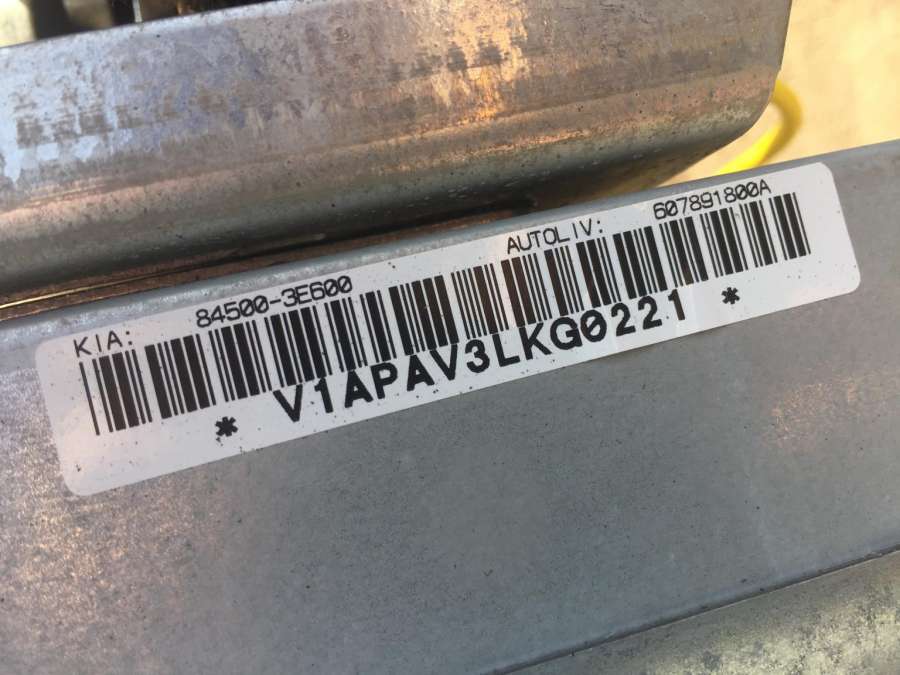 KIA: 84500-3E600 AUTOLIV: 607891800A
* V1APAV3LKG0221 *